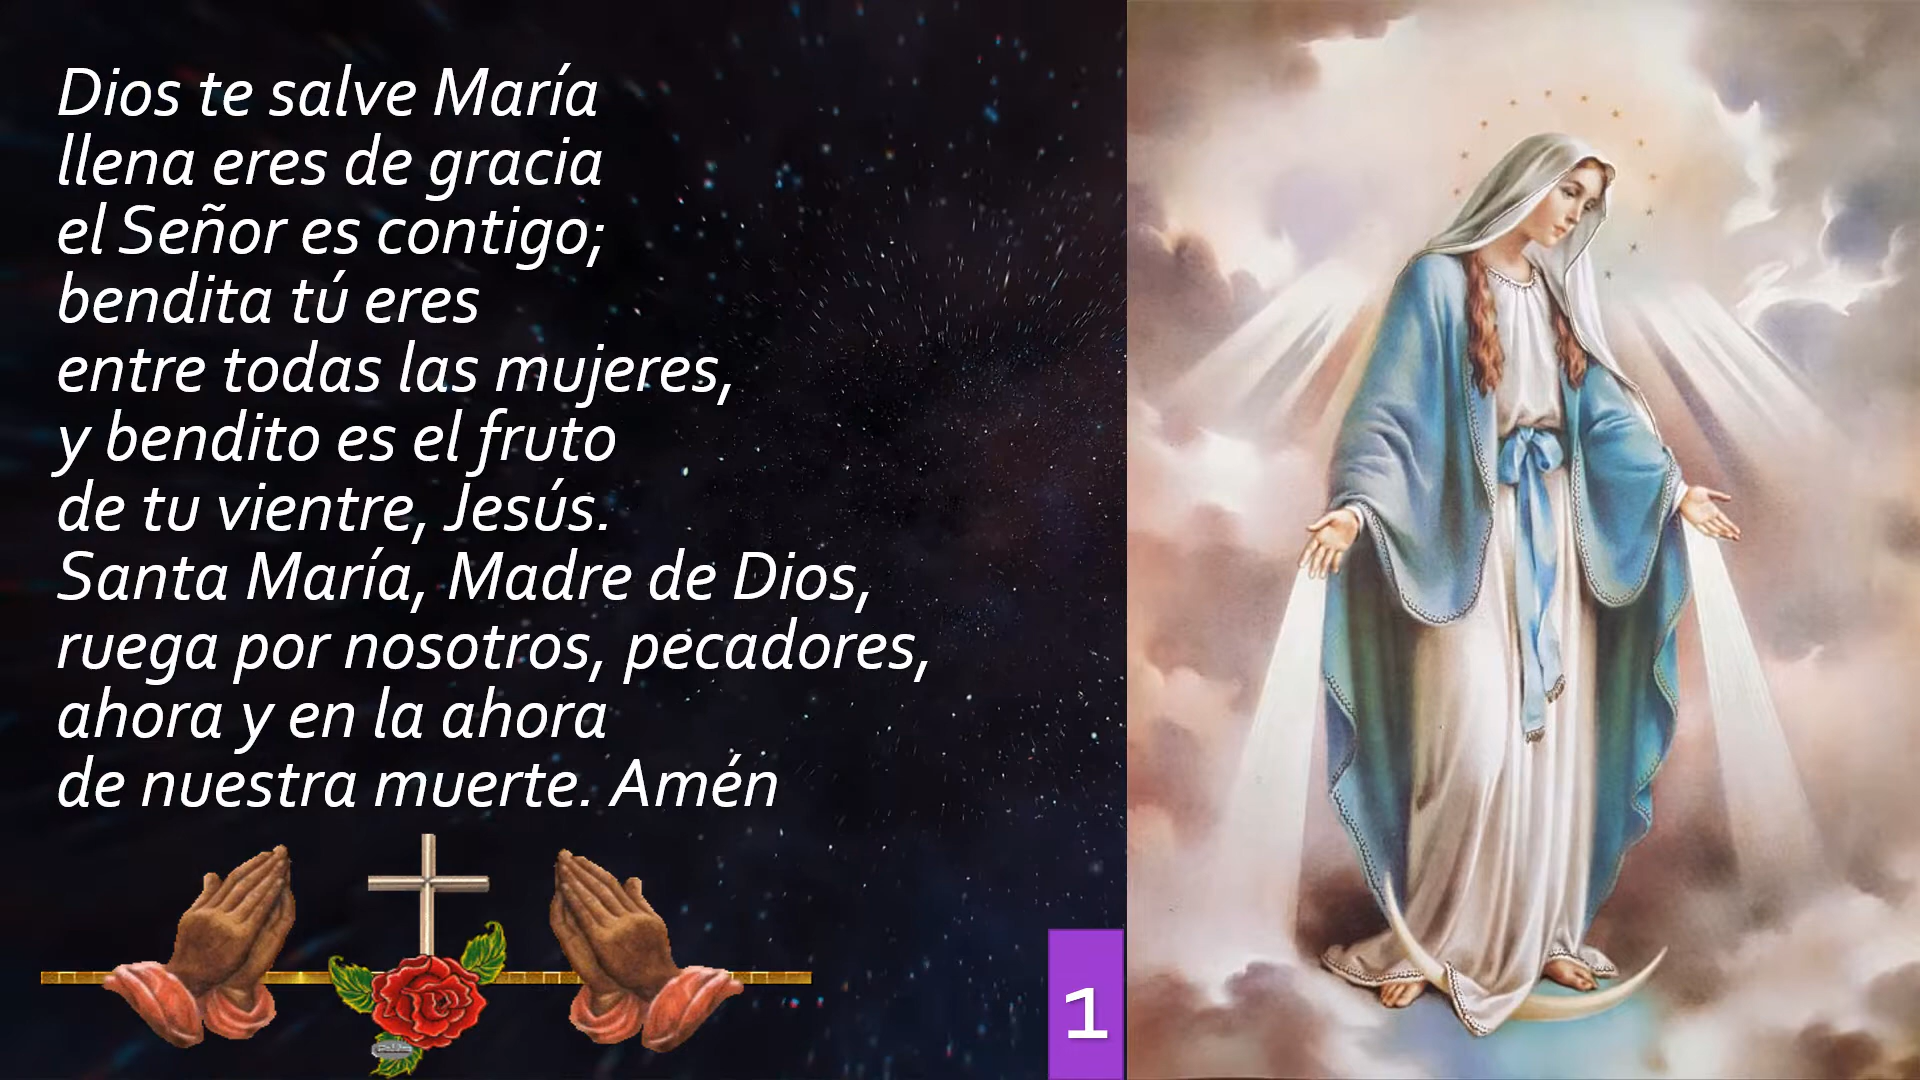 Dios te salve María
llena eres de gracia
el Señor es contigo;
bendita tú eres
entre todas las mujeres,
y bendito es el fruto
de tu vientre, Jesús.
Santa María, Madre de Dios,
ruega por nosotros, pecadores,
ahora y en la ahora
de nuestra muerte. Amén
1